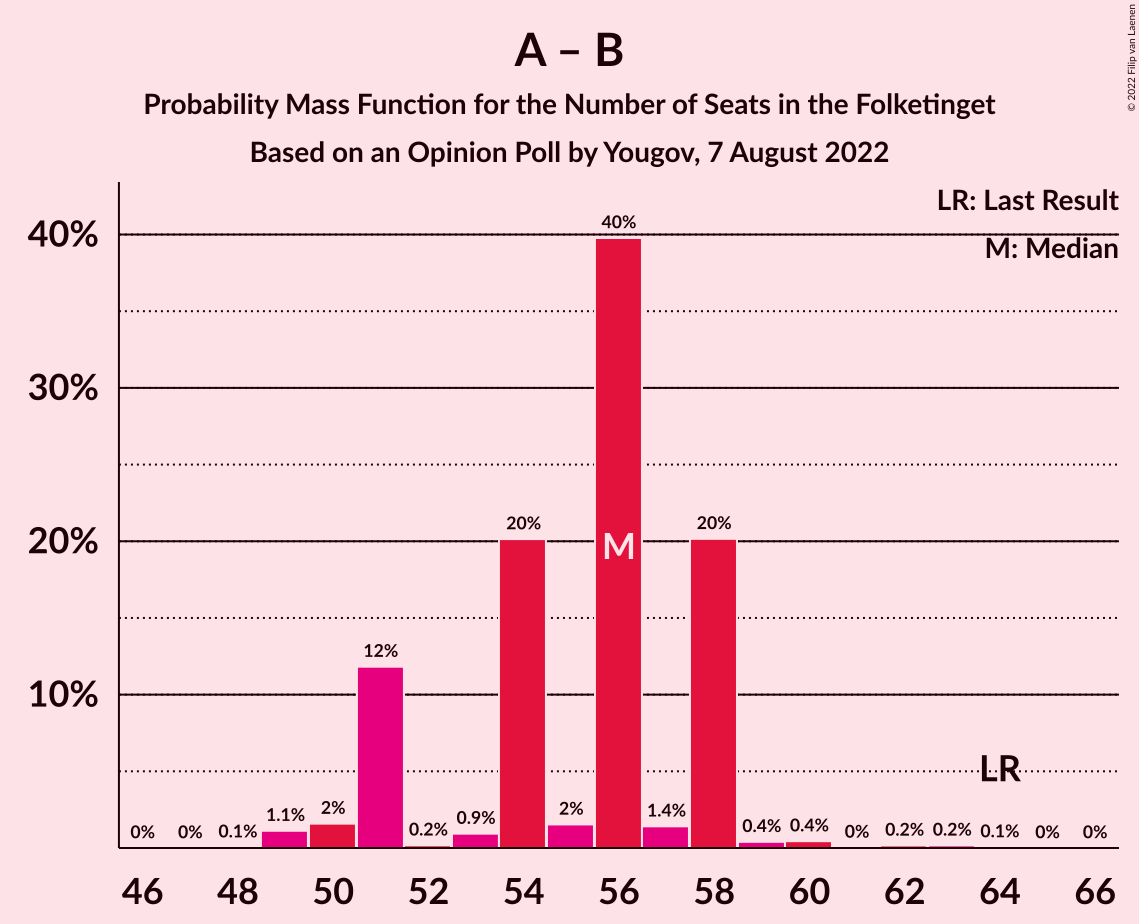 A – B
Probability Mass Function for the Number of Seats in the Folketinget
Based on an Opinion Poll by Yougov, 7 August 2022
© 2022 Filip van Laenen
LR: Last Result
M: Median
40%
30%
20%
10%
0% 0% 0.1% 1.1% 2% 12% 0.2% 0.9% 20% 2% 40% 1.4% 20% 0.4% 0.4% 0% 0.2% 0.2% 0.1% 0% 0%
M
LR
46 48 50 52 54 56 58 60 62 64 66